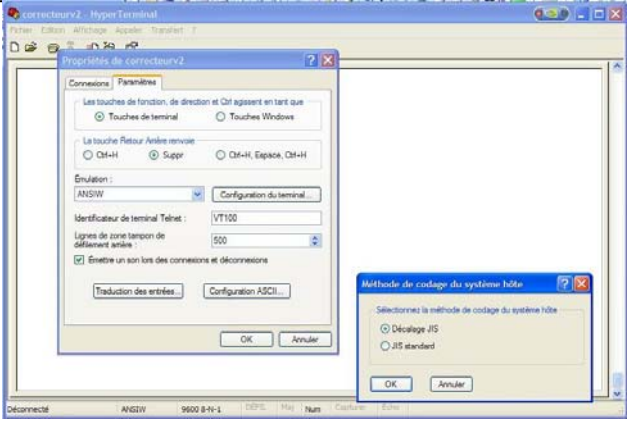 correcteurv2 - HyperTerminal
Fichier Edition Affichage Appeler Transfert ?
Propriétés de correcteurv2
Connexions Paramètres
Les touches de fonction, de direction et Ctrl agissent en tant que
Touches de terminal Touches Windows
La touche Retour Arrière renvoie
Ctrl+H Suppr Ctrl+H, Espace, Ctrl+H
Émulation :
ANSIW Configuration du terminal...
Identificateur de terminal Telnet : VT100
Lignes de zone tampon de
défilement arrière : 500
Émettre un son lors des connexions et déconnexions
Traduction des entrées... Configuration ASCII...
OK Annuler
Méthode de codage du système hôte
Sélectionnez la méthode de codage du système hôte
Décalage JIS
JIS standard
OK Annuler
Déconnecté ANSIW 9600 8-N-1 DÉFIL Maj Num Capturer Écho